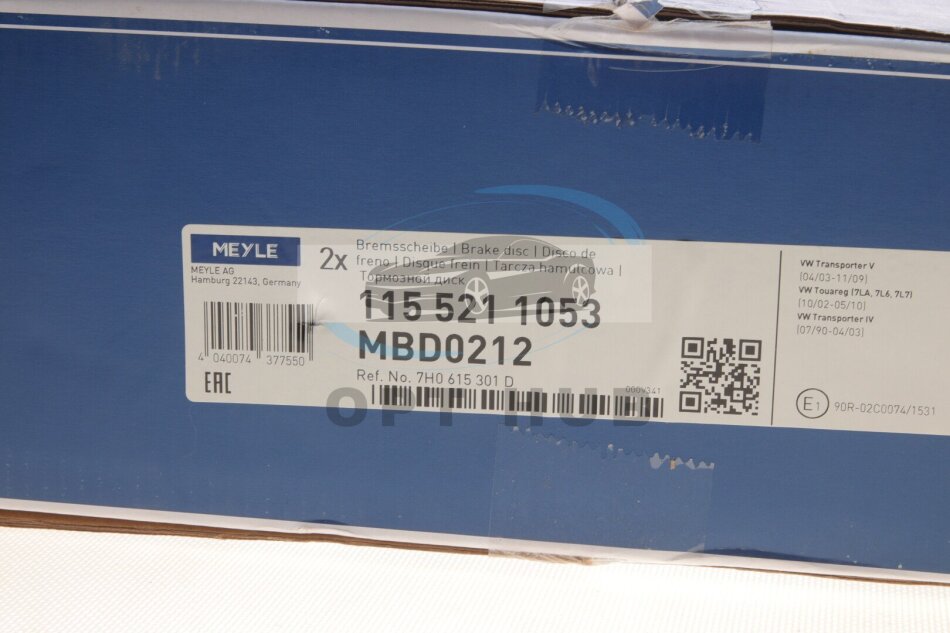 MEYLE
MEYLE AG
Hamburg 22143, Germany
4 040074 377550
EAC
2x
Bremsscheibe | Brake disc | Disco de
freno | Disque frein | Tarcza hamulcowa |
Тормозной диск
115 521 1053
MBD0212
Ref. No. 7H0 615 301 D
000V341
VW Transporter V
(04/03-11/09)
VW Touareg (7LA, 7L6, 7L7)
(10/02-05/10)
VW Transporter IV
(07/90-04/03)
E1 90R-02C0074/1531
OPT HUB